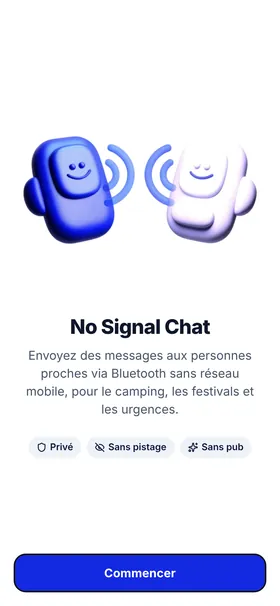 No Signal Chat
Envoyez des messages aux personnes
proches via Bluetooth sans réseau
mobile, pour le camping, les festivals et
les urgences.
Privé
Sans pistage
Sans pub
Commencer